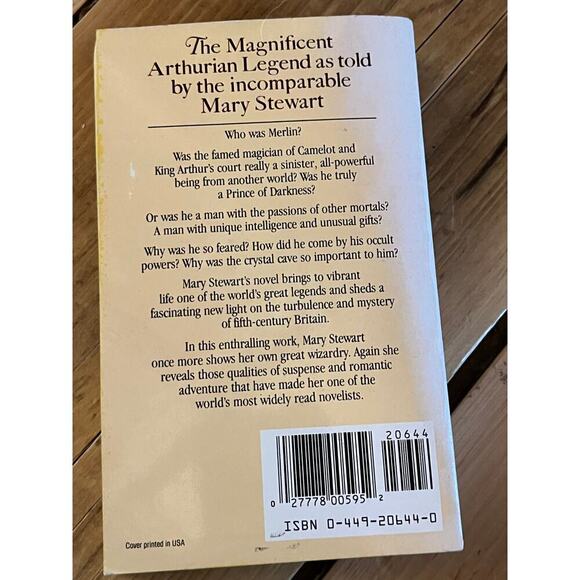 The Magnificent
Arthurian Legend as told
by the incomparable
Mary Stewart
Who was Merlin?
Was the famed magician of Camelot and
King Arthur's court really a sinister, all-powerful
being from another world? Was he truly
a Prince of Darkness?
Or was he a man with the passions of other mortals?
A man with unique intelligence and unusual gifts?
Why was he so feared? How did he come by his occult
powers? Why was the crystal cave so important to him?
Mary Stewart's novel brings to vibrant
life one of the world's great legends and sheds a
fascinating new light on the turbulence and mystery
of fifth-century Britain.
In this enthralling work, Mary Stewart
once more shows her own great wizardry. Again she
reveals those qualities of suspense and romantic
adventure that have made her one of the
world's most widely read novelists.
20644
0 27778 00595 2
ISBN 0-449-20644-0
Cover printed in USA